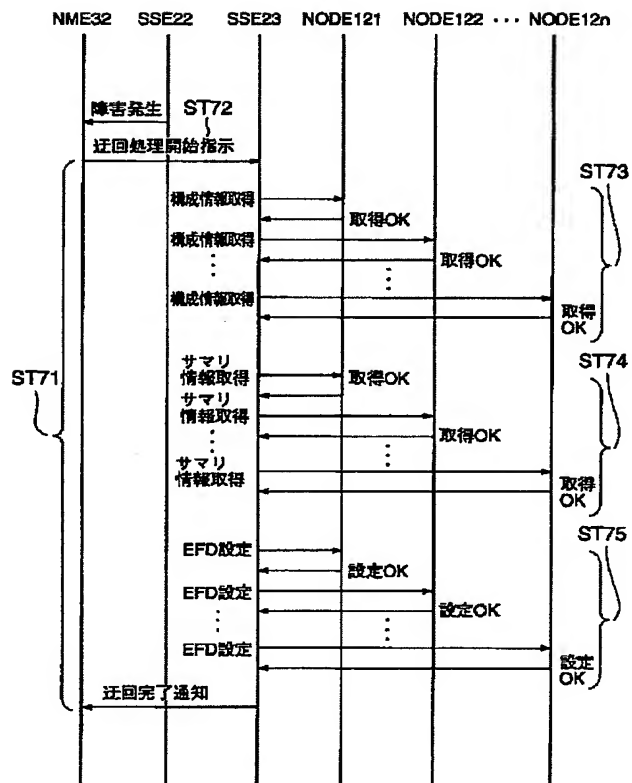 NME32 SSE22 SSE23 NODE121 NODE122 ··· NODE12n
障害発生
ST72
迂回処理開始指示
ST73
構成情報取得
取得OK
構成情報取得
取得OK
構成情報取得
取得
OK
ST71
ST74
サマリ
情報取得
取得OK
サマリ
情報取得
取得OK
サマリ
情報取得
取得
OK
ST75
EFD設定
設定OK
EFD設定
設定OK
EFD設定
設定
OK
迂回完了通知